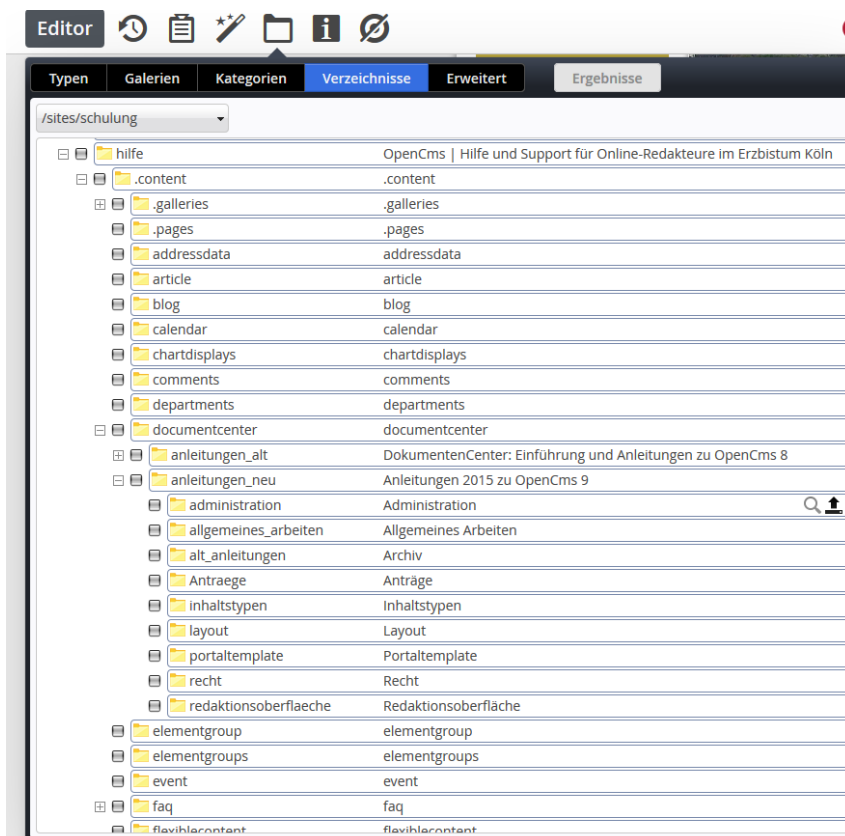 Editor
Typen Galerien Kategorien Verzeichnisse Erweitert Ergebnisse
/sites/schulung
hilfe OpenCms | Hilfe und Support für Online-Redakteure im Erzbistum Köln
.content .content
.galleries .galleries
.pages .pages
addressdata addressdata
article article
blog blog
calendar calendar
chartdisplays chartdisplays
comments comments
departments departments
documentcenter documentcenter
anleitungen_alt DokumentenCenter: Einführung und Anleitungen zu OpenCms 8
anleitungen_neu Anleitungen 2015 zu OpenCms 9
administration Administration
allgemeines_arbeiten Allgemeines Arbeiten
alt_anleitungen Archiv
Antraege Anträge
inhaltstypen Inhaltstypen
layout Layout
portaltemplate Portaltemplate
recht Recht
redaktionsoberflaeche Redaktionsoberfläche
elementgroup elementgroup
elementgroups elementgroups
event event
faq faq
flexiblecontent flexiblecontent